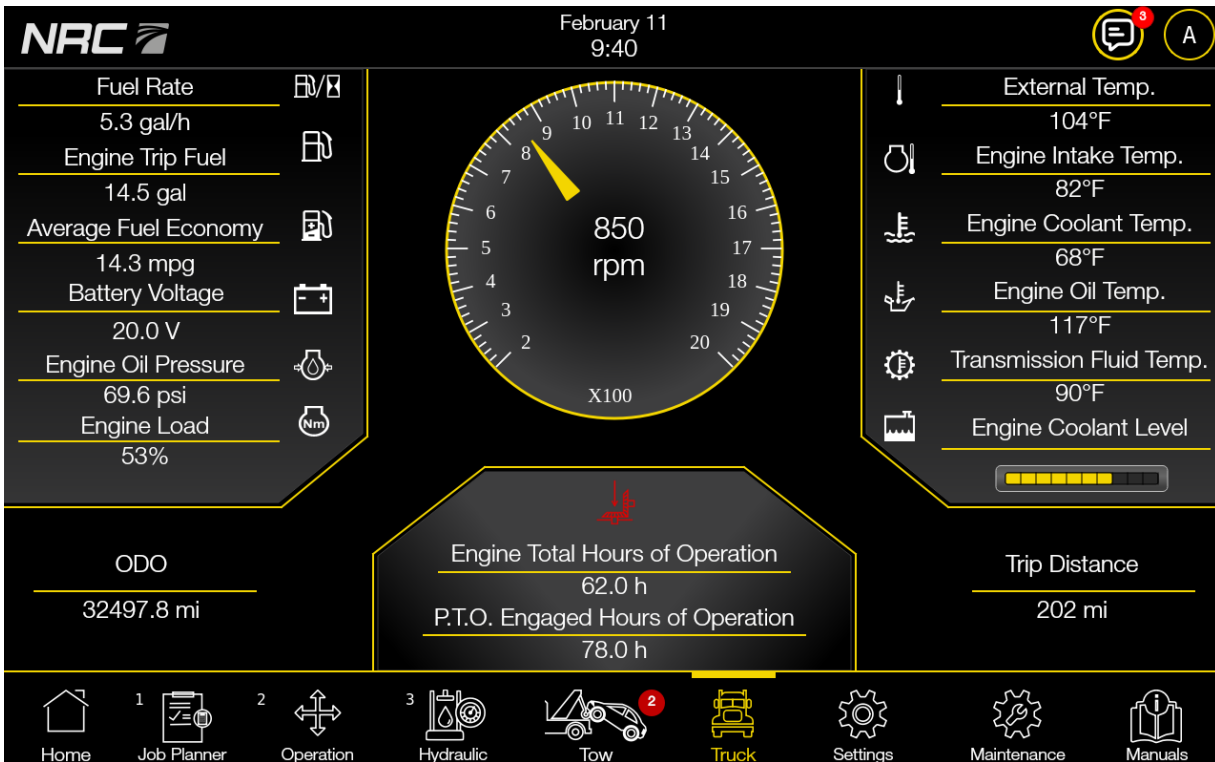 NRC
February 11
9:40
3
A
Fuel Rate
5.3 gal/h
Engine Trip Fuel
14.5 gal
Average Fuel Economy
14.3 mpg
Battery Voltage
20.0 V
Engine Oil Pressure
69.6 psi
Engine Load
Nm
53%
2
3
4
5
6
7
8
9
10
11
12
13
14
15
16
17
18
19
20
850
rpm
X100
External Temp.
104°F
Engine Intake Temp.
82°F
Engine Coolant Temp.
68°F
Engine Oil Temp.
117°F
Transmission Fluid Temp.
90°F
Engine Coolant Level
ODO
32497.8 mi
Engine Total Hours of Operation
62.0 h
P.T.O. Engaged Hours of Operation
78.0 h
Trip Distance
202 mi
Home
1
Job Planner
2
Operation
3
Hydraulic
2
Tow
Truck
Settings
Maintenance
Manuals